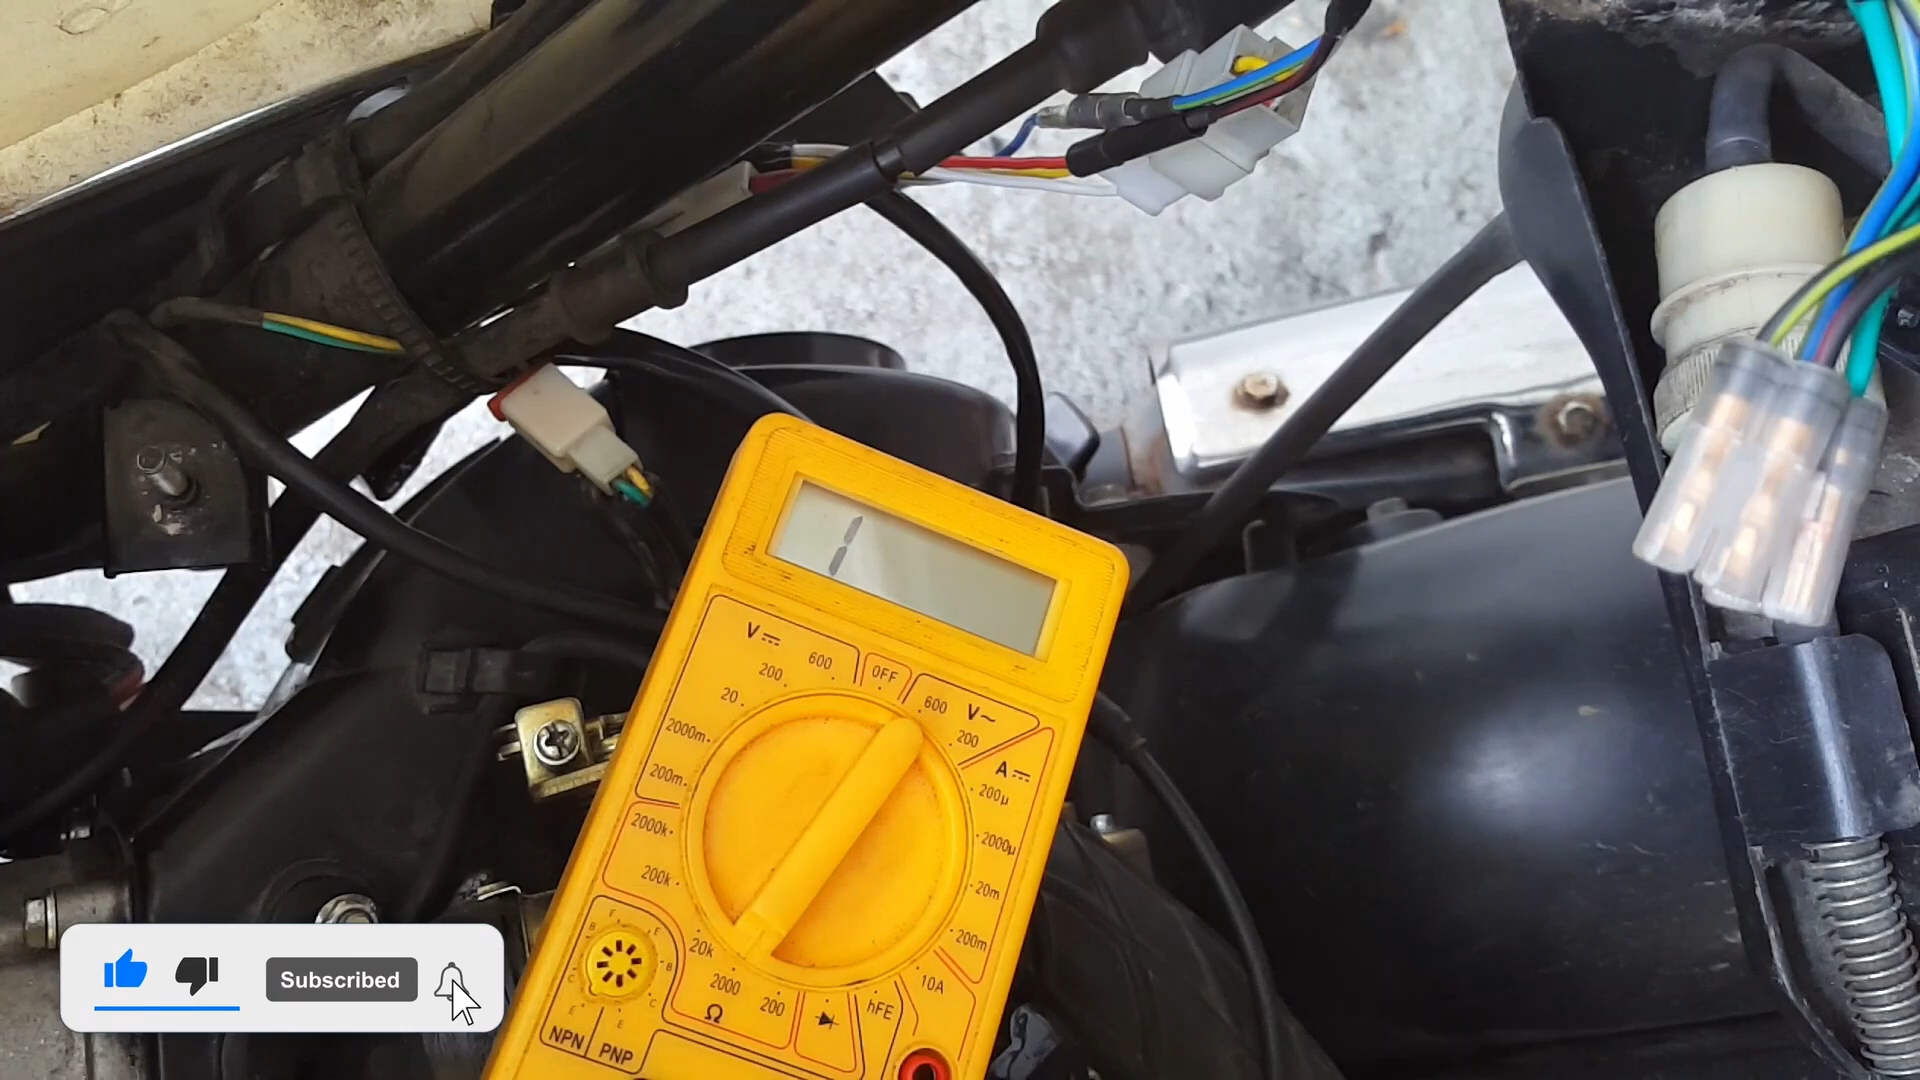 1
V⎓
600
OFF
600
V~
200
200
20
2000m
200m
2000k
200k
20k
2000
200
Ω
hFE
10A
200m
20m
2000µ
200µ
A⎓
F
E
B
B
C
C
E
E
NPN
PNP
Subscribed